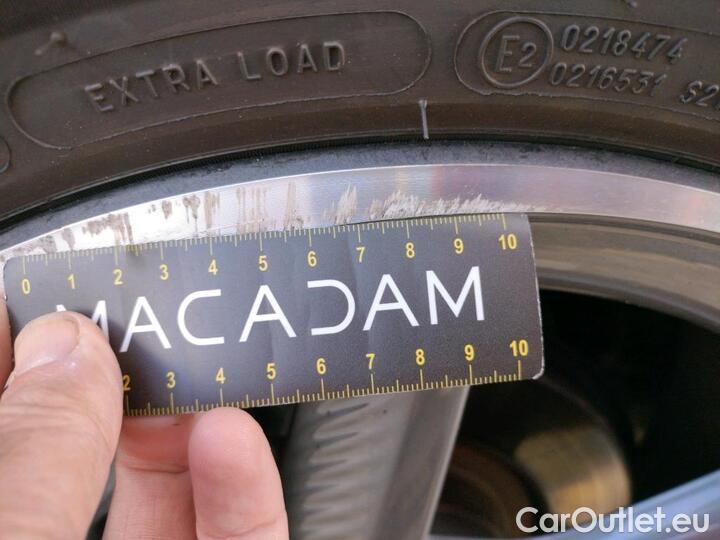 EXTRA LOAD
E2 0218474
0216531 S2
0 1 2 3 4 5 6 7 8 9 10
MACADAM
2 3 4 5 6 7 8 9 10
CarOutlet.eu